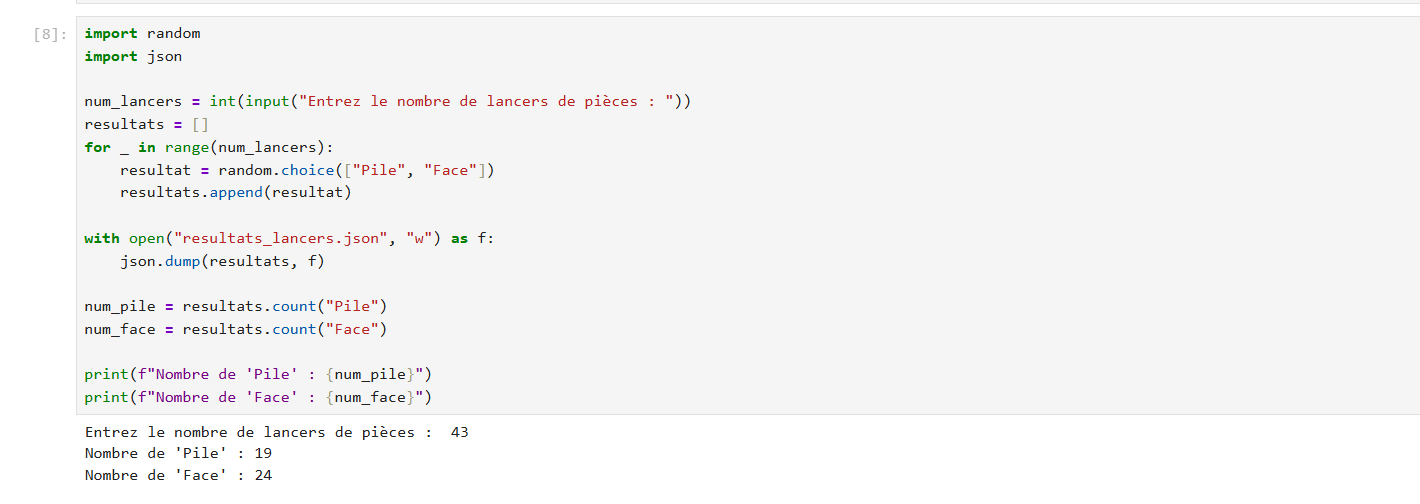 [8]:
import random
import json
num_lancers = int(input("Entrez le nombre de lancers de pièces : "))
resultats = []
for _ in range(num_lancers):
    resultat = random.choice(["Pile", "Face"])
    resultats.append(resultat)
with open("resultats_lancers.json", "w") as f:
    json.dump(resultats, f)
num_pile = resultats.count("Pile")
num_face = resultats.count("Face")
print(f"Nombre de 'Pile' : {num_pile}")
print(f"Nombre de 'Face' : {num_face}")
Entrez le nombre de lancers de pièces :  43
Nombre de 'Pile' : 19
Nombre de 'Face' : 24